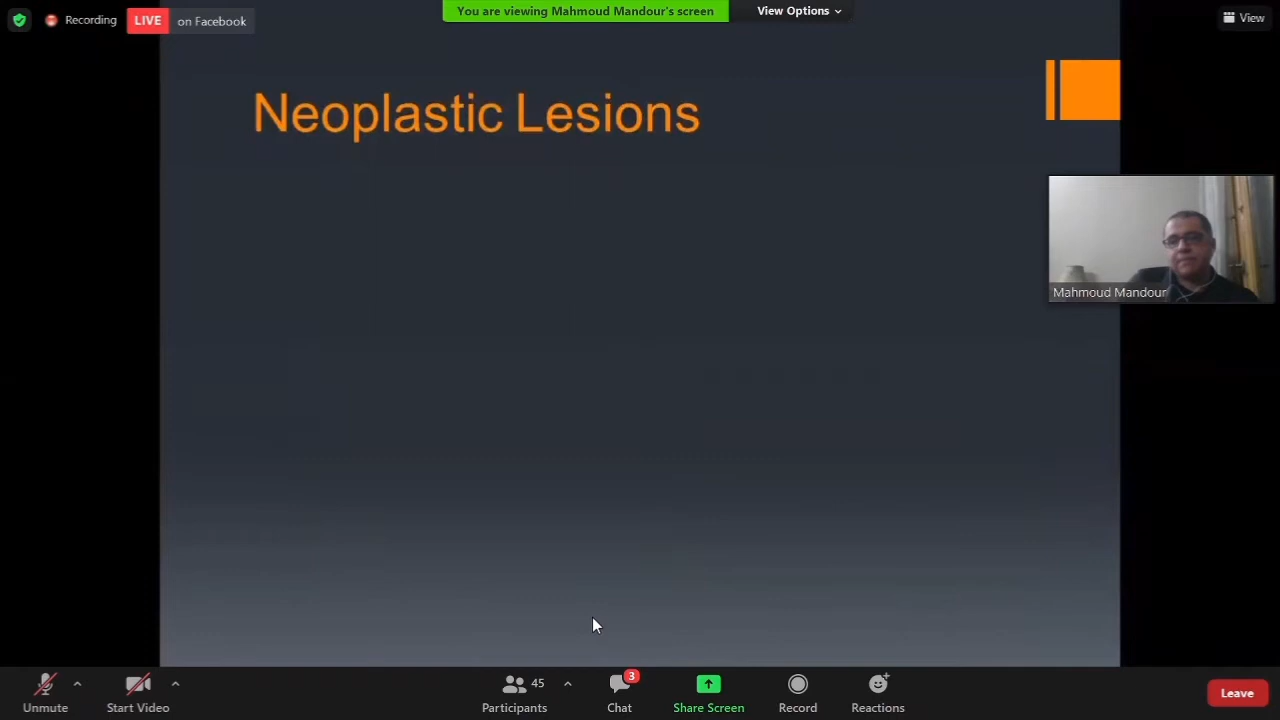 Recording
LIVE
on Facebook
You are viewing Mahmoud Mandour's screen
View Options
View
Neoplastic Lesions
Mahmoud Mandour
Unmute
Start Video
45
Participants
3
Chat
Share Screen
Record
Reactions
Leave